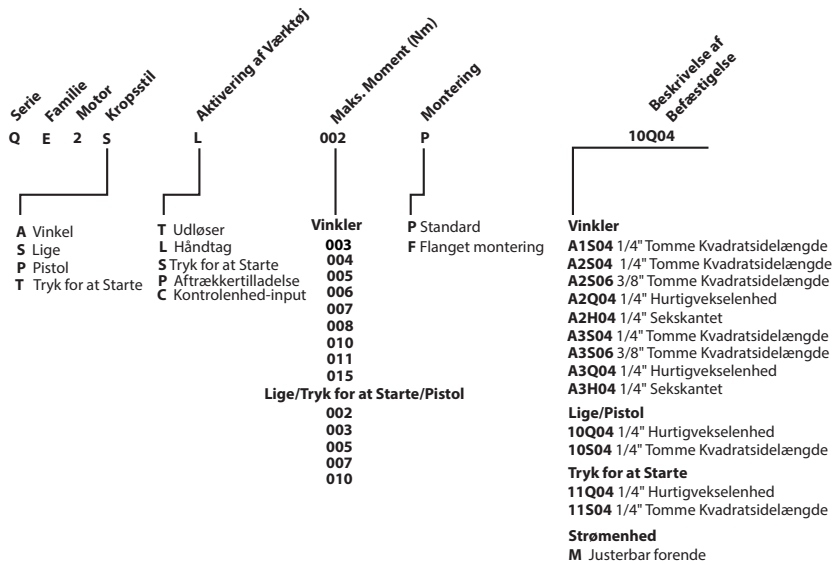 Serie
Familie
Motor
Kropsstil
Aktivering af Værktøj
Maks. Moment (Nm)
Montering
Beskrivelse af
Befæstigelse
Q E 2 S L 002 P 10Q04
A Vinkel
S Lige
P Pistol
T Tryk for at Starte
T Udløser
L Håndtag
S Tryk for at Starte
P Aftrækkertilladelse
C Kontrolenhed-input
Vinkler
003
004
005
006
007
008
010
011
015
Lige/Tryk for at Starte/Pistol
002
003
005
007
010
P Standard
F Flanget montering
Vinkler
A1S04 1/4" Tomme Kvadratsidelængde
A2S04 1/4" Tomme Kvadratsidelængde
A2S06 3/8" Tomme Kvadratsidelængde
A2Q04 1/4" Hurtigvekselenhed
A2H04 1/4" Sekskantet
A3S04 1/4" Tomme Kvadratsidelængde
A3S06 3/8" Tomme Kvadratsidelængde
A3Q04 1/4" Hurtigvekselenhed
A3H04 1/4" Sekskantet
Lige/Pistol
10Q04 1/4" Hurtigvekselenhed
10S04 1/4" Tomme Kvadratsidelængde
Tryk for at Starte
11Q04 1/4" Hurtigvekselenhed
11S04 1/4" Tomme Kvadratsidelængde
Strømenhed
M Justerbar forende